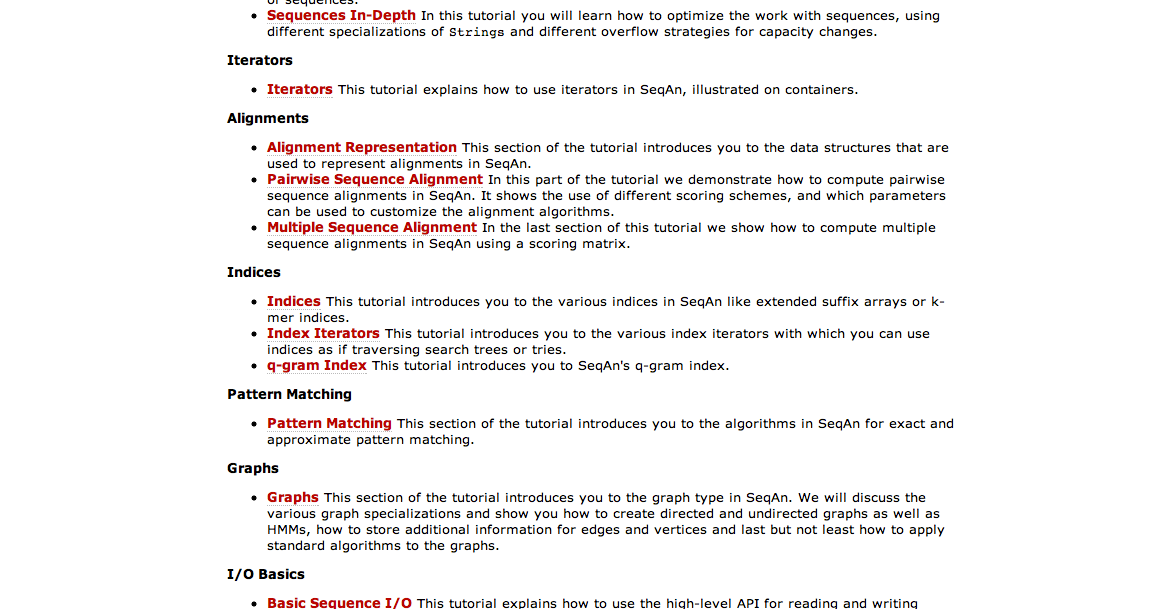 of sequences.
Sequences In-Depth In this tutorial you will learn how to optimize the work with sequences, using
different specializations of Strings and different overflow strategies for capacity changes.
Iterators
Iterators This tutorial explains how to use iterators in SeqAn, illustrated on containers.
Alignments
Alignment Representation This section of the tutorial introduces you to the data structures that are
used to represent alignments in SeqAn.
Pairwise Sequence Alignment In this part of the tutorial we demonstrate how to compute pairwise
sequence alignments in SeqAn. It shows the use of different scoring schemes, and which parameters
can be used to customize the alignment algorithms.
Multiple Sequence Alignment In the last section of this tutorial we show how to compute multiple
sequence alignments in SeqAn using a scoring matrix.
Indices
Indices This tutorial introduces you to the various indices in SeqAn like extended suffix arrays or k-
mer indices.
Index Iterators This tutorial introduces you to the various index iterators with which you can use
indices as if traversing search trees or tries.
q-gram Index This tutorial introduces you to SeqAn's q-gram index.
Pattern Matching
Pattern Matching This section of the tutorial introduces you to the algorithms in SeqAn for exact and
approximate pattern matching.
Graphs
Graphs This section of the tutorial introduces you to the graph type in SeqAn. We will discuss the
various graph specializations and show you how to create directed and undirected graphs as well as
HMMs, how to store additional information for edges and vertices and last but not least how to apply
standard algorithms to the graphs.
I/O Basics
Basic Sequence I/O This tutorial explains how to use the high-level API for reading and writing